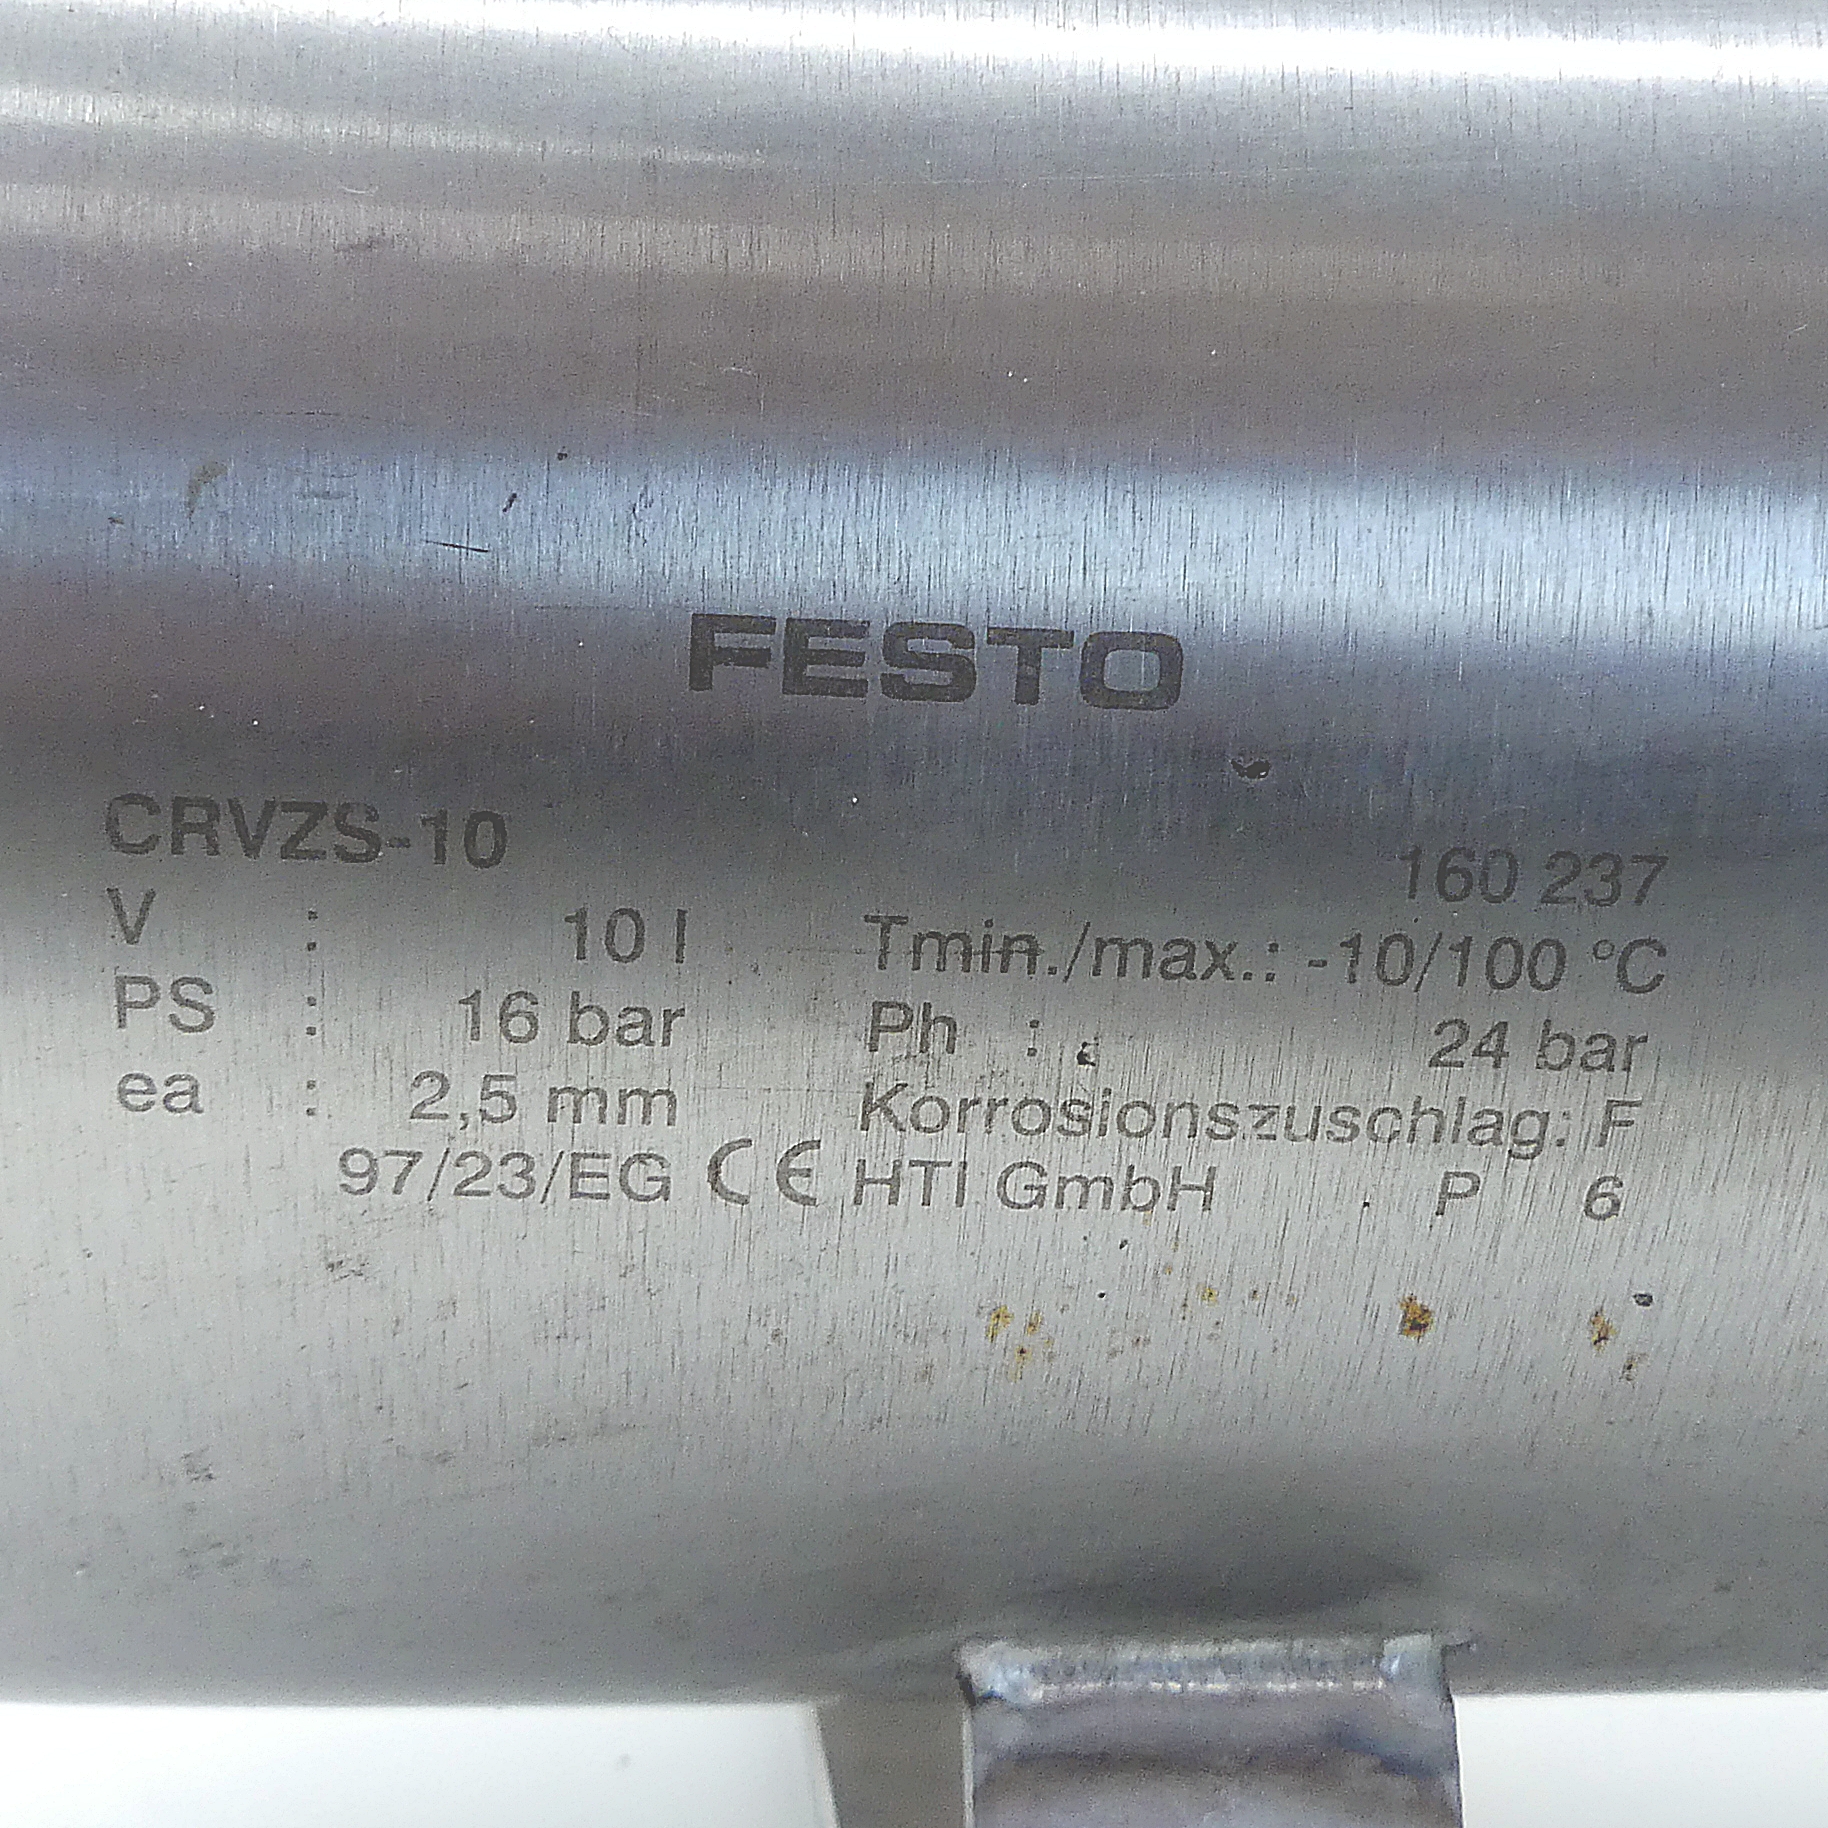 FESTO
CRVZS-10
160 237
V : 10 l Tmin./max.: -10/100 °C
PS : 16 bar Ph : 24 bar
ea : 2,5 mm Korrosionszuschlag: F
97/23/EG CE HTI GmbH P 6